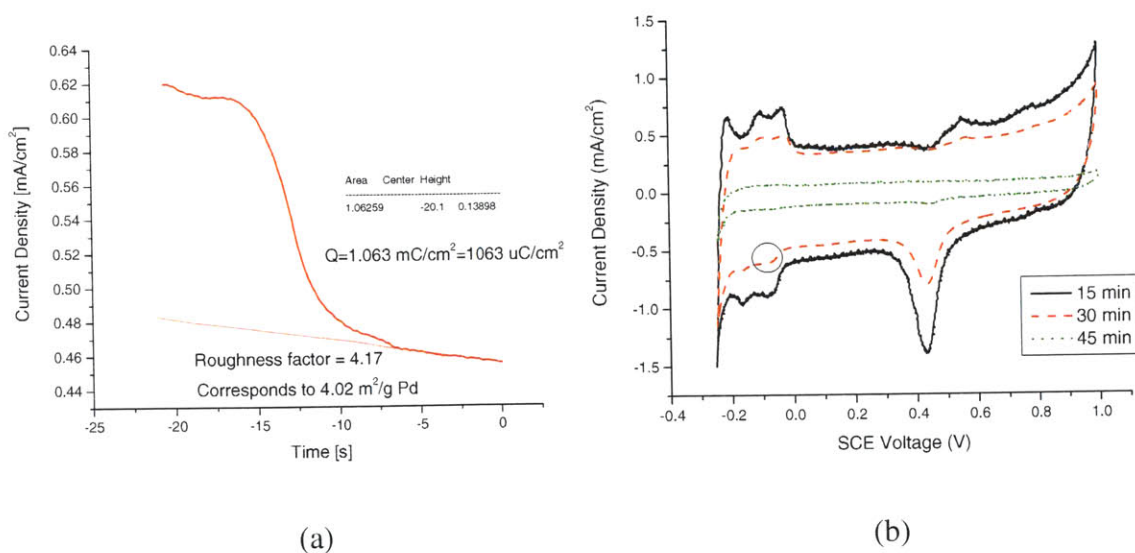 0.64
0.62
0.60
0.58
0.56
0.54
0.52
0.50
0.48
0.46
0.44
Current Density [mA/cm²]
Area Center Height
1.06259 -20.1 0.13898
Q=1.063 mC/cm²=1063 uC/cm²
Roughness factor = 4.17
Corresponds to 4.02 m²/g Pd
-25 -20 -15 -10 -5 0
Time [s]
(a)
1.5
1.0
0.5
0.0
-0.5
-1.0
-1.5
Current Density (mA/cm²)
15 min
30 min
45 min
-0.4 -0.2 0.0 0.2 0.4 0.6 0.8 1.0
SCE Voltage (V)
(b)